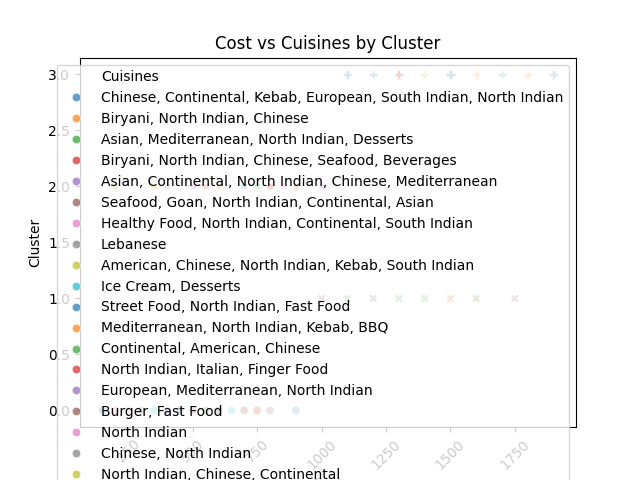 Cost vs Cuisines by Cluster
Cluster
3.0
2.5
2.0
1.5
1.0
0.5
0.0
Cuisines
Chinese, Continental, Kebab, European, South Indian, North Indian
Biryani, North Indian, Chinese
Asian, Mediterranean, North Indian, Desserts
Biryani, North Indian, Chinese, Seafood, Beverages
Asian, Continental, North Indian, Chinese, Mediterranean
Seafood, Goan, North Indian, Continental, Asian
Healthy Food, North Indian, Continental, South Indian
Lebanese
American, Chinese, North Indian, Kebab, South Indian
Ice Cream, Desserts
Street Food, North Indian, Fast Food
Mediterranean, North Indian, Kebab, BBQ
Continental, American, Chinese
North Indian, Italian, Finger Food
European, Mediterranean, North Indian
Burger, Fast Food
North Indian
Chinese, North Indian
North Indian, Chinese, Continental
1000
1250
1500
1750